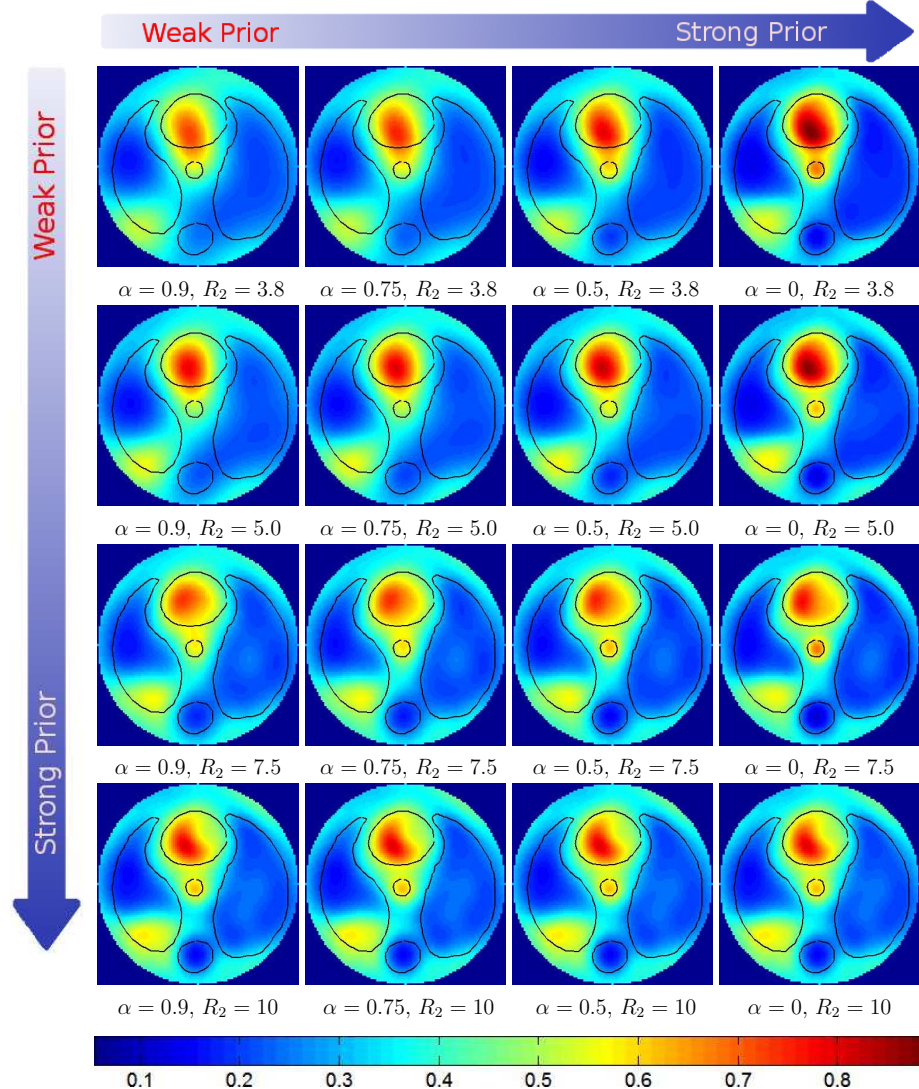 Weak Prior Strong Prior
Weak Prior
Strong Prior
α = 0.9, R₂ = 3.8 α = 0.75, R₂ = 3.8 α = 0.5, R₂ = 3.8 α = 0, R₂ = 3.8
α = 0.9, R₂ = 5.0 α = 0.75, R₂ = 5.0 α = 0.5, R₂ = 5.0 α = 0, R₂ = 5.0
α = 0.9, R₂ = 7.5 α = 0.75, R₂ = 7.5 α = 0.5, R₂ = 7.5 α = 0, R₂ = 7.5
α = 0.9, R₂ = 10 α = 0.75, R₂ = 10 α = 0.5, R₂ = 10 α = 0, R₂ = 10
0.1 0.2 0.3 0.4 0.5 0.6 0.7 0.8